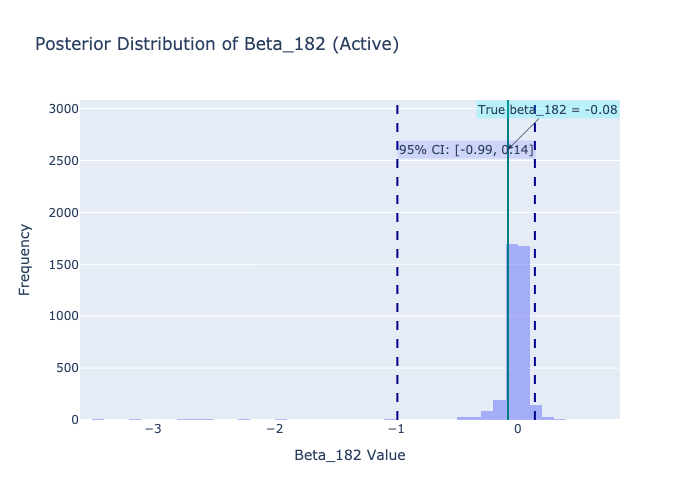 Posterior Distribution of Beta_182 (Active)
True beta_182 = -0.08
95% CI: [-0.99, 0.14]
3000
2500
2000
1500
1000
500
0
Frequency
−3
−2
−1
0
Beta_182 Value